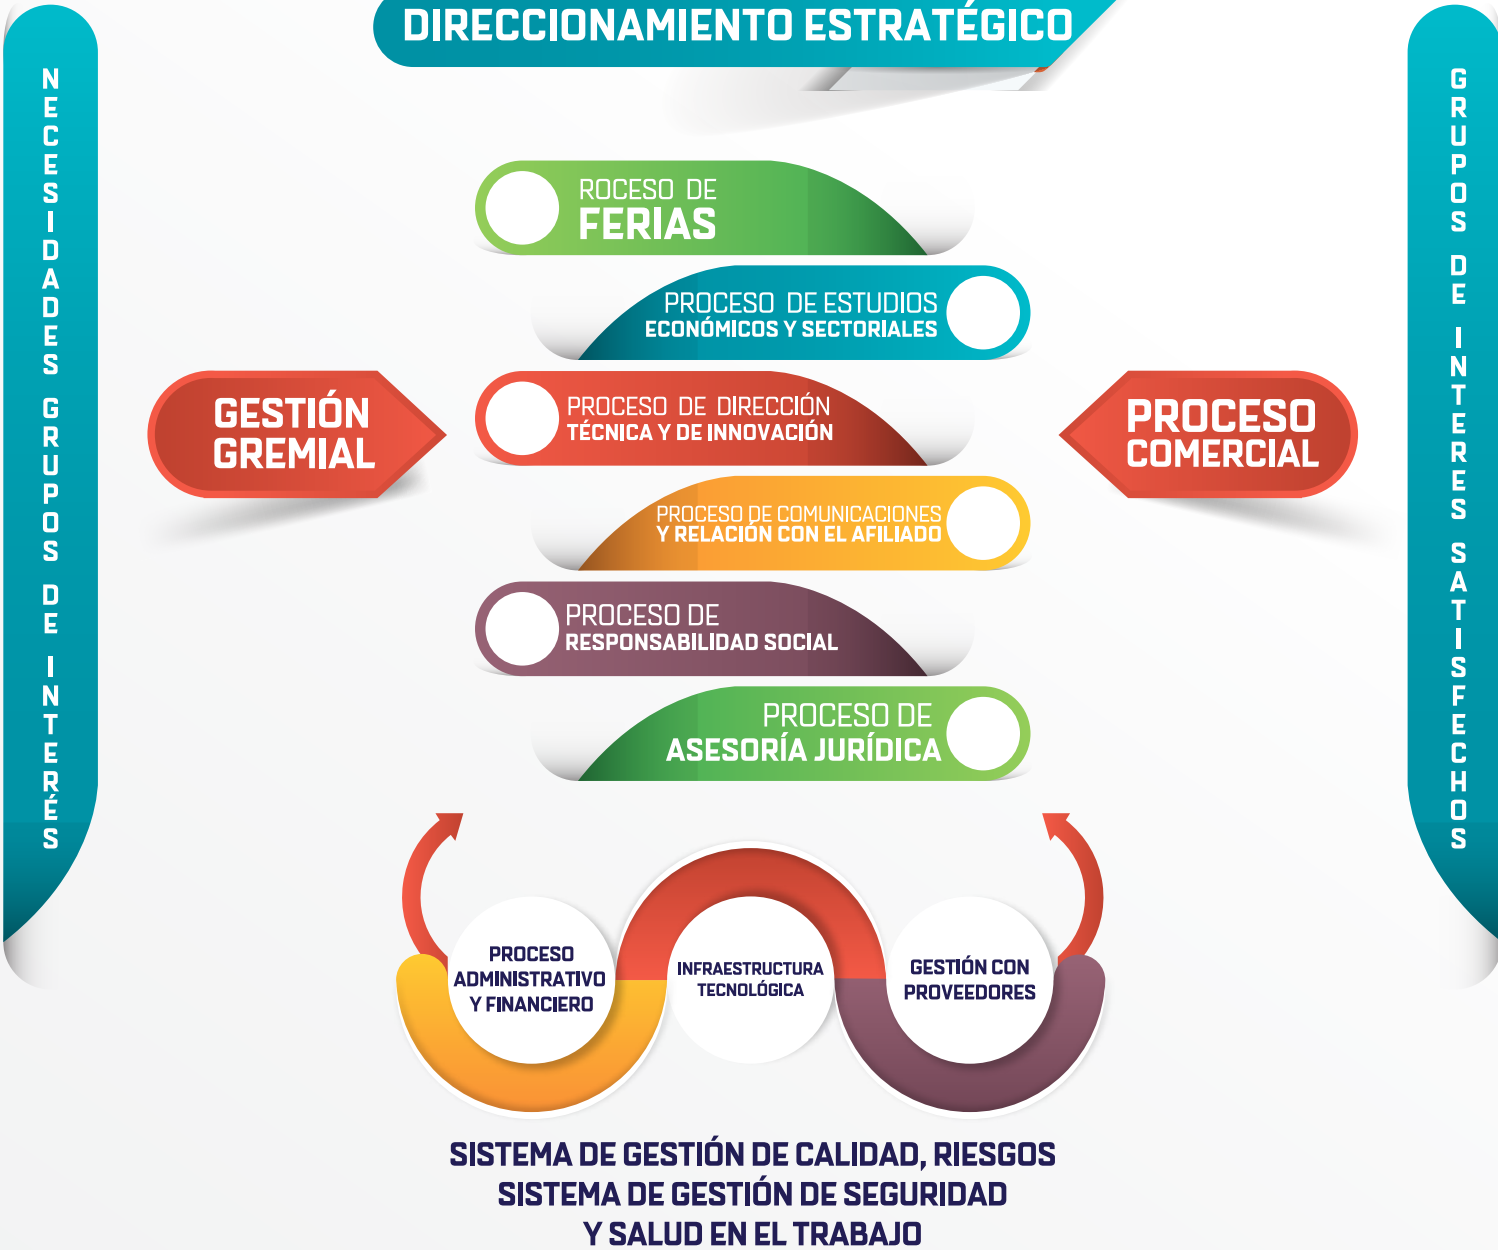 DIRECCIONAMIENTO ESTRATÉGICO
NECESIDADES GRUPOS DE INTERÉS
ROCESO DE
FERIAS
PROCESO DE ESTUDIOS
ECONÓMICOS Y SECTORIALES
GESTIÓN
GREMIAL
PROCESO DE DIRECCIÓN
TÉCNICA Y DE INNOVACIÓN
PROCESO
COMERCIAL
PROCESO DE COMUNICACIONES
Y RELACIÓN CON EL AFILIADO
PROCESO DE
RESPONSABILIDAD SOCIAL
PROCESO DE
ASESORÍA JURÍDICA
GRUPOS DE INTERES SATISFECHOS
PROCESO
ADMINISTRATIVO
Y FINANCIERO
INFRAESTRUCTURA
TECNOLÓGICA
GESTIÓN CON
PROVEEDORES
SISTEMA DE GESTIÓN DE CALIDAD, RIESGOS
SISTEMA DE GESTIÓN DE SEGURIDAD
Y SALUD EN EL TRABAJO